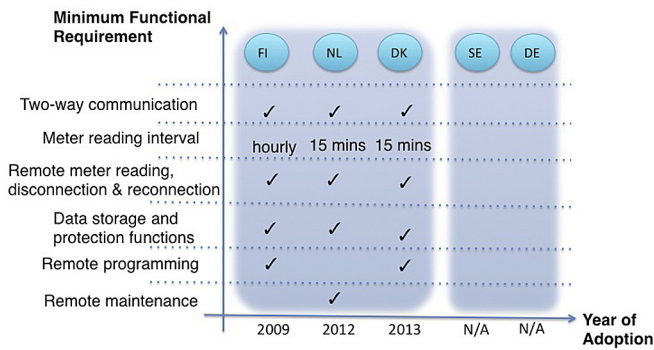 Minimum Functional
Requirement
FI NL DK SE DE
Two-way communication ✓ ✓ ✓
Meter reading interval hourly 15 mins 15 mins
Remote meter reading,
disconnection & reconnection ✓ ✓ ✓
Data storage and
protection functions ✓ ✓ ✓
Remote programming ✓ ✓
Remote maintenance ✓
2009 2012 2013 N/A N/A
Year of
Adoption